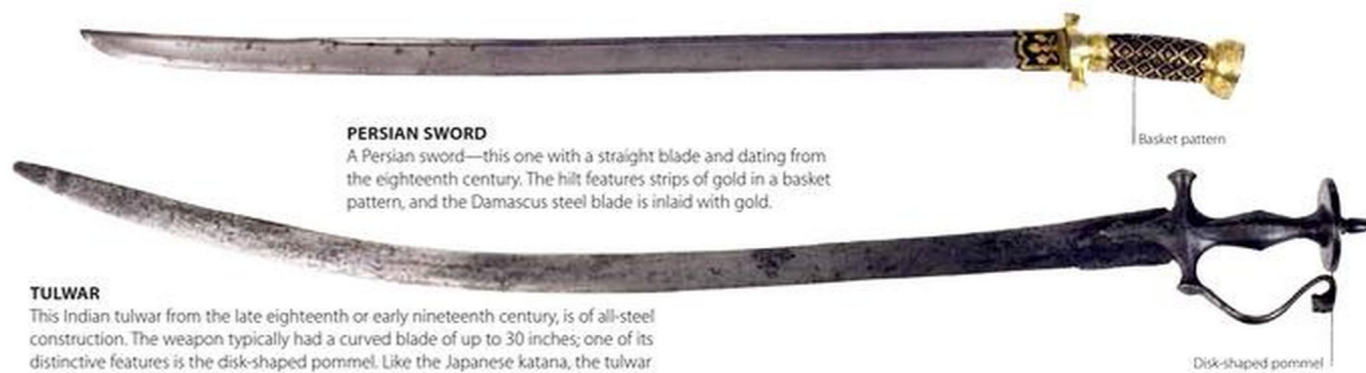 Basket pattern
PERSIAN SWORD
A Persian sword—this one with a straight blade and dating from
the eighteenth century. The hilt features strips of gold in a basket
pattern, and the Damascus steel blade is inlaid with gold.
TULWAR
This Indian tulwar from the late eighteenth or early nineteenth century, is of all-steel
construction. The weapon typically had a curved blade of up to 30 inches; one of its
distinctive features is the disk-shaped pommel. Like the Japanese katana, the tulwar
Disk-shaped pommel